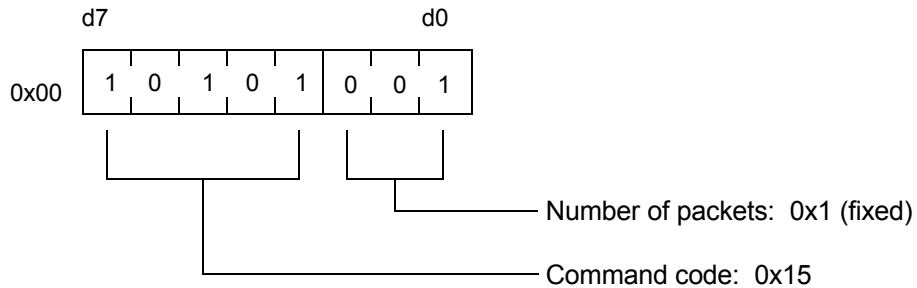 d7 d0
0x00 1 0 1 0 1 0 0 1
Number of packets: 0x1 (fixed)
Command code: 0x15